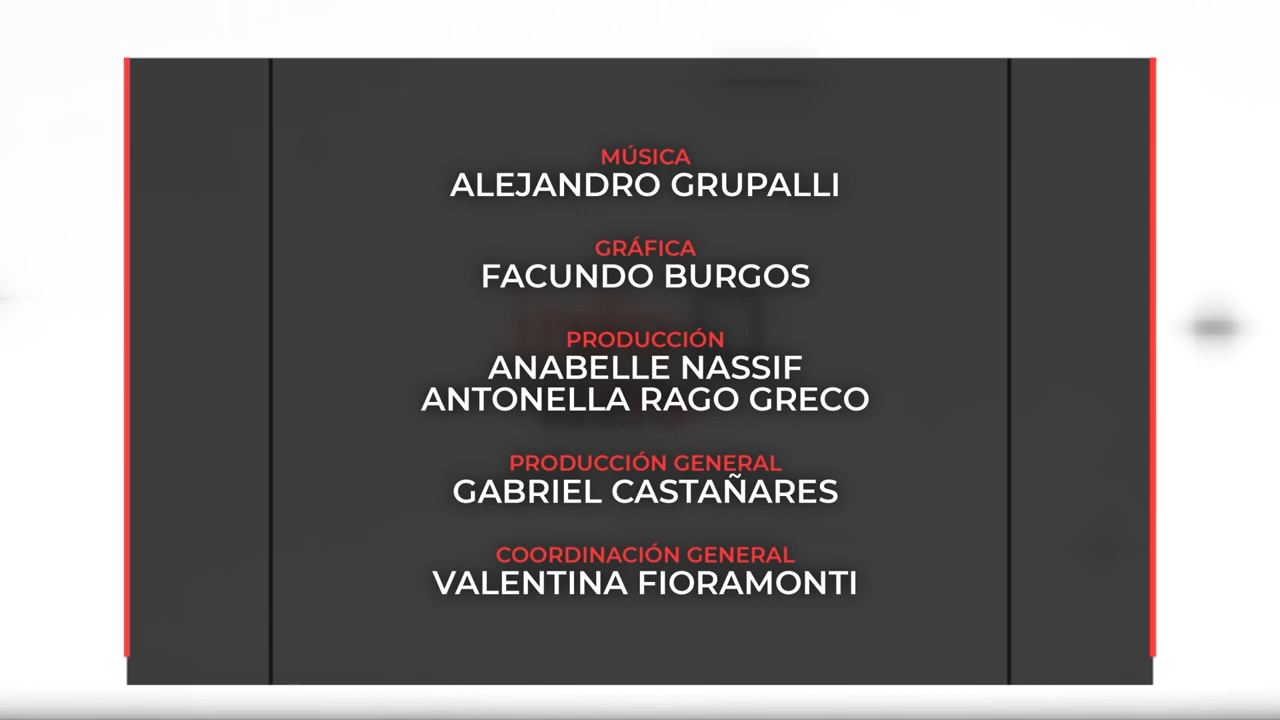 MÚSICA
ALEJANDRO GRUPALLI
GRÁFICA
FACUNDO BURGOS
PRODUCCIÓN
ANABELLE NASSIF
ANTONELLA RAGO GRECO
PRODUCCIÓN GENERAL
GABRIEL CASTAÑARES
COORDINACIÓN GENERAL
VALENTINA FIORAMONTI